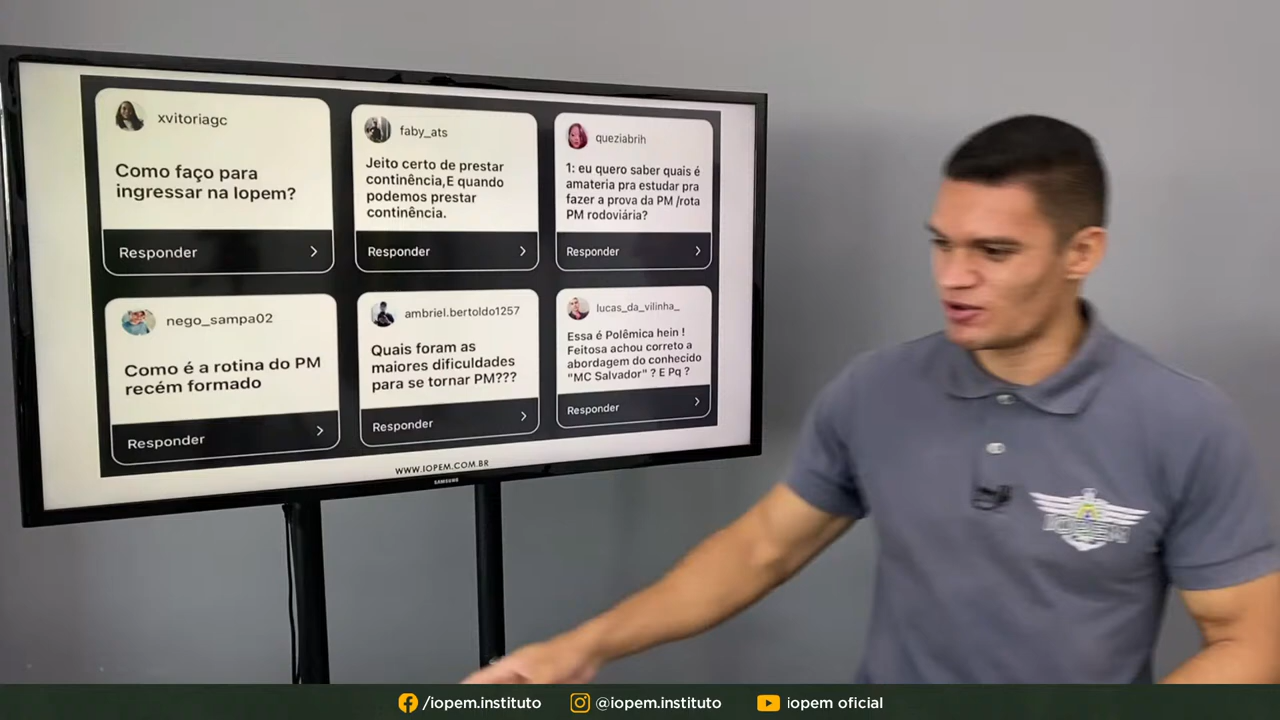 xvitoriagc
Como faço para
ingressar na Iopem?
Responder
faby_ats
Jeito certo de prestar
continência,E quando
podemos prestar
continência.
Responder
queziabrih
1: eu quero saber quais é
amateria pra estudar pra
fazer a prova da PM /rota
PM rodoviária?
Responder
nego_sampa02
Como é a rotina do PM
recém formado
Responder
ambriel.bertoldo1257
Quais foram as
maiores dificuldades
para se tornar PM???
Responder
lucas_da_vilinha_
Essa é Polêmica hein !
Feitosa achou correto a
abordagem do conhecido
"MC Salvador" ? E Pq ?
Responder
WWW.IOPEM.COM.BR
SAMSUNG
IOPEM
/iopem.instituto
@iopem.instituto
iopem oficial